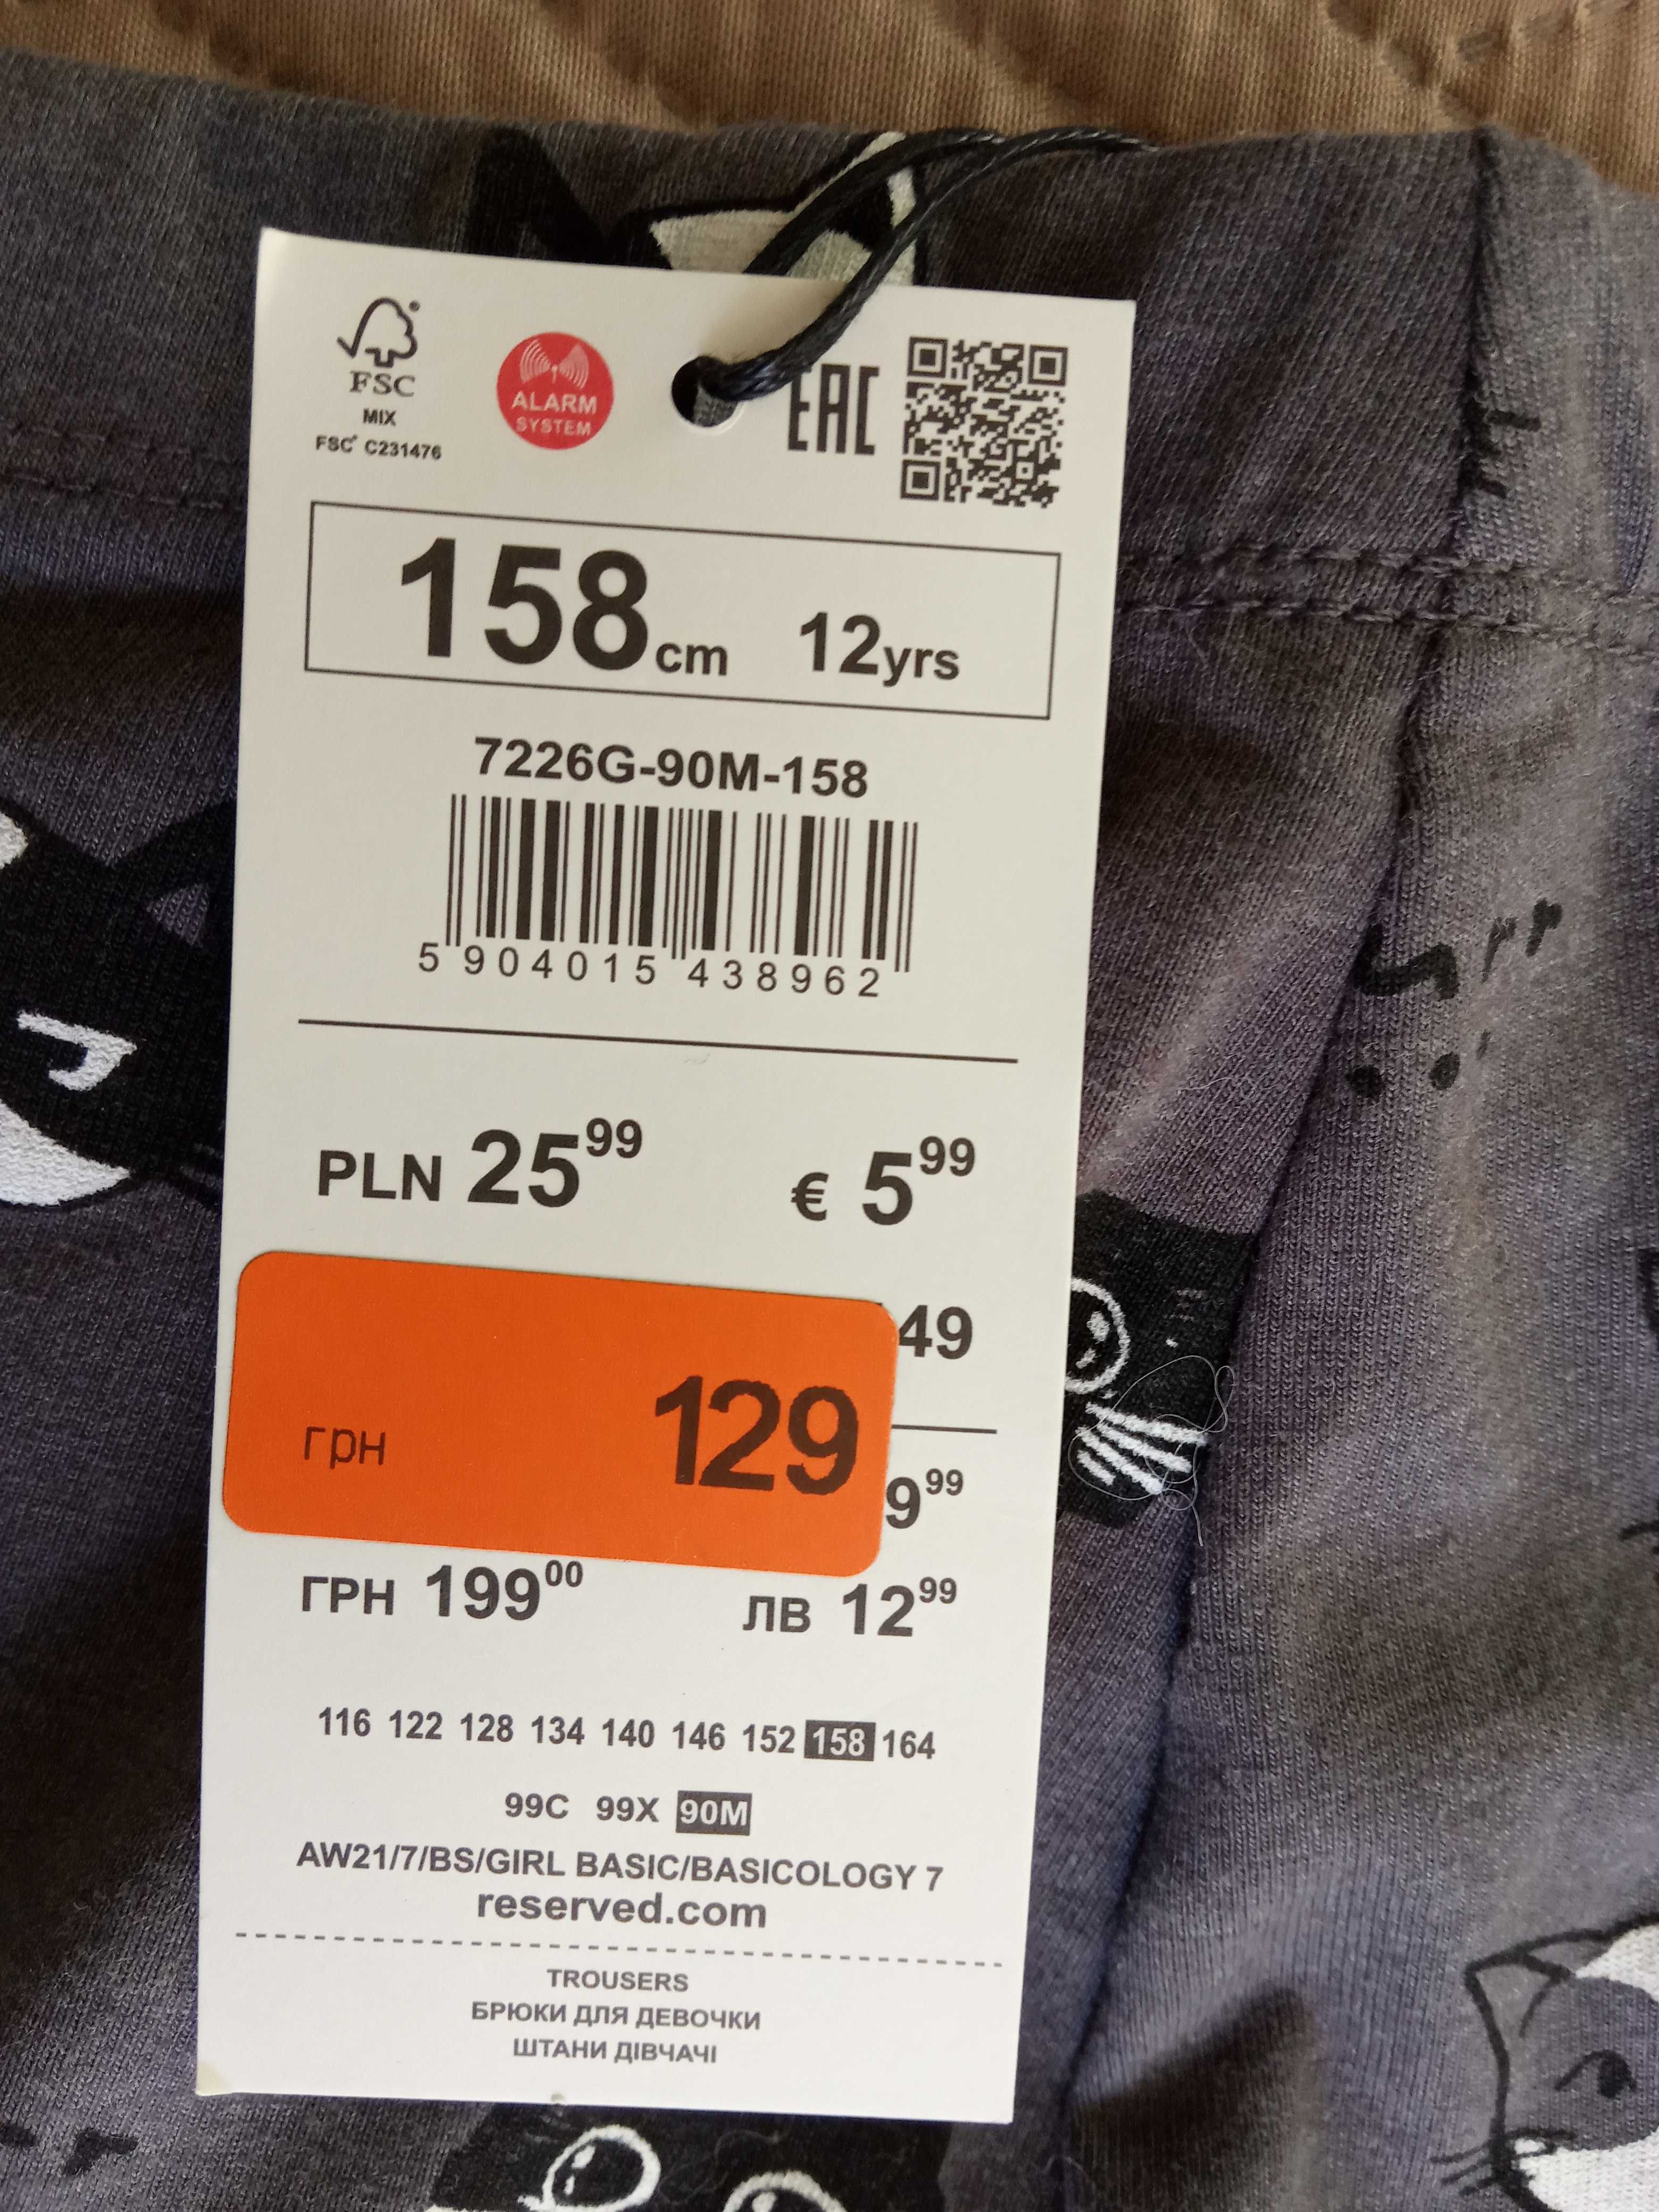 FSC
MIX
FSC® C231476
ALARM
SYSTEM
EAC
158cm 12yrs
7226G-90M-158
5 904015 438962
PLN 25 99 € 5 99
49
грн 129
9 99
ГРН 199 00 ЛВ 12 99
116 122 128 134 140 146 152 158 164
99C 99X 90M
AW21/7/BS/GIRL BASIC/BASICOLOGY 7
reserved.com
TROUSERS
БРЮКИ ДЛЯ ДЕВОЧКИ
ШТАНИ ДІВЧАЧІ